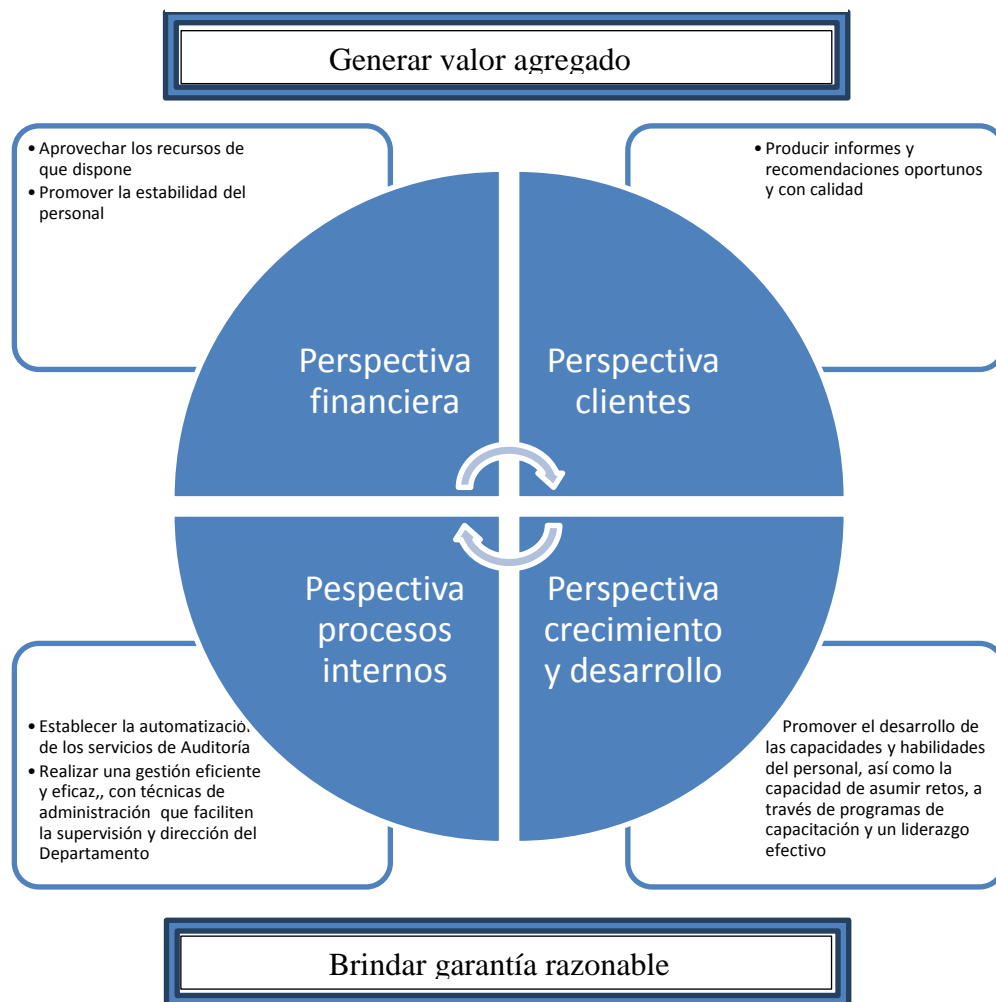 Generar valor agregado
• Aprovechar los recursos de
que dispone
• Promover la estabilidad del
personal
• Producir informes y
recomendaciones oportunos
y con calidad
Perspectiva
financiera
Perspectiva
clientes
Pespectiva
procesos
internos
Perspectiva
crecimiento
y desarrollo
• Establecer la automatización
de los servicios de Auditoría
• Realizar una gestión eficiente
y eficaz,, con técnicas de
administración que faciliten
la supervisión y dirección del
Departamento
Promover el desarrollo de
las capacidades y habilidades
del personal, así como la
capacidad de asumir retos, a
través de programas de
capacitación y un liderazgo
efectivo
Brindar garantía razonable